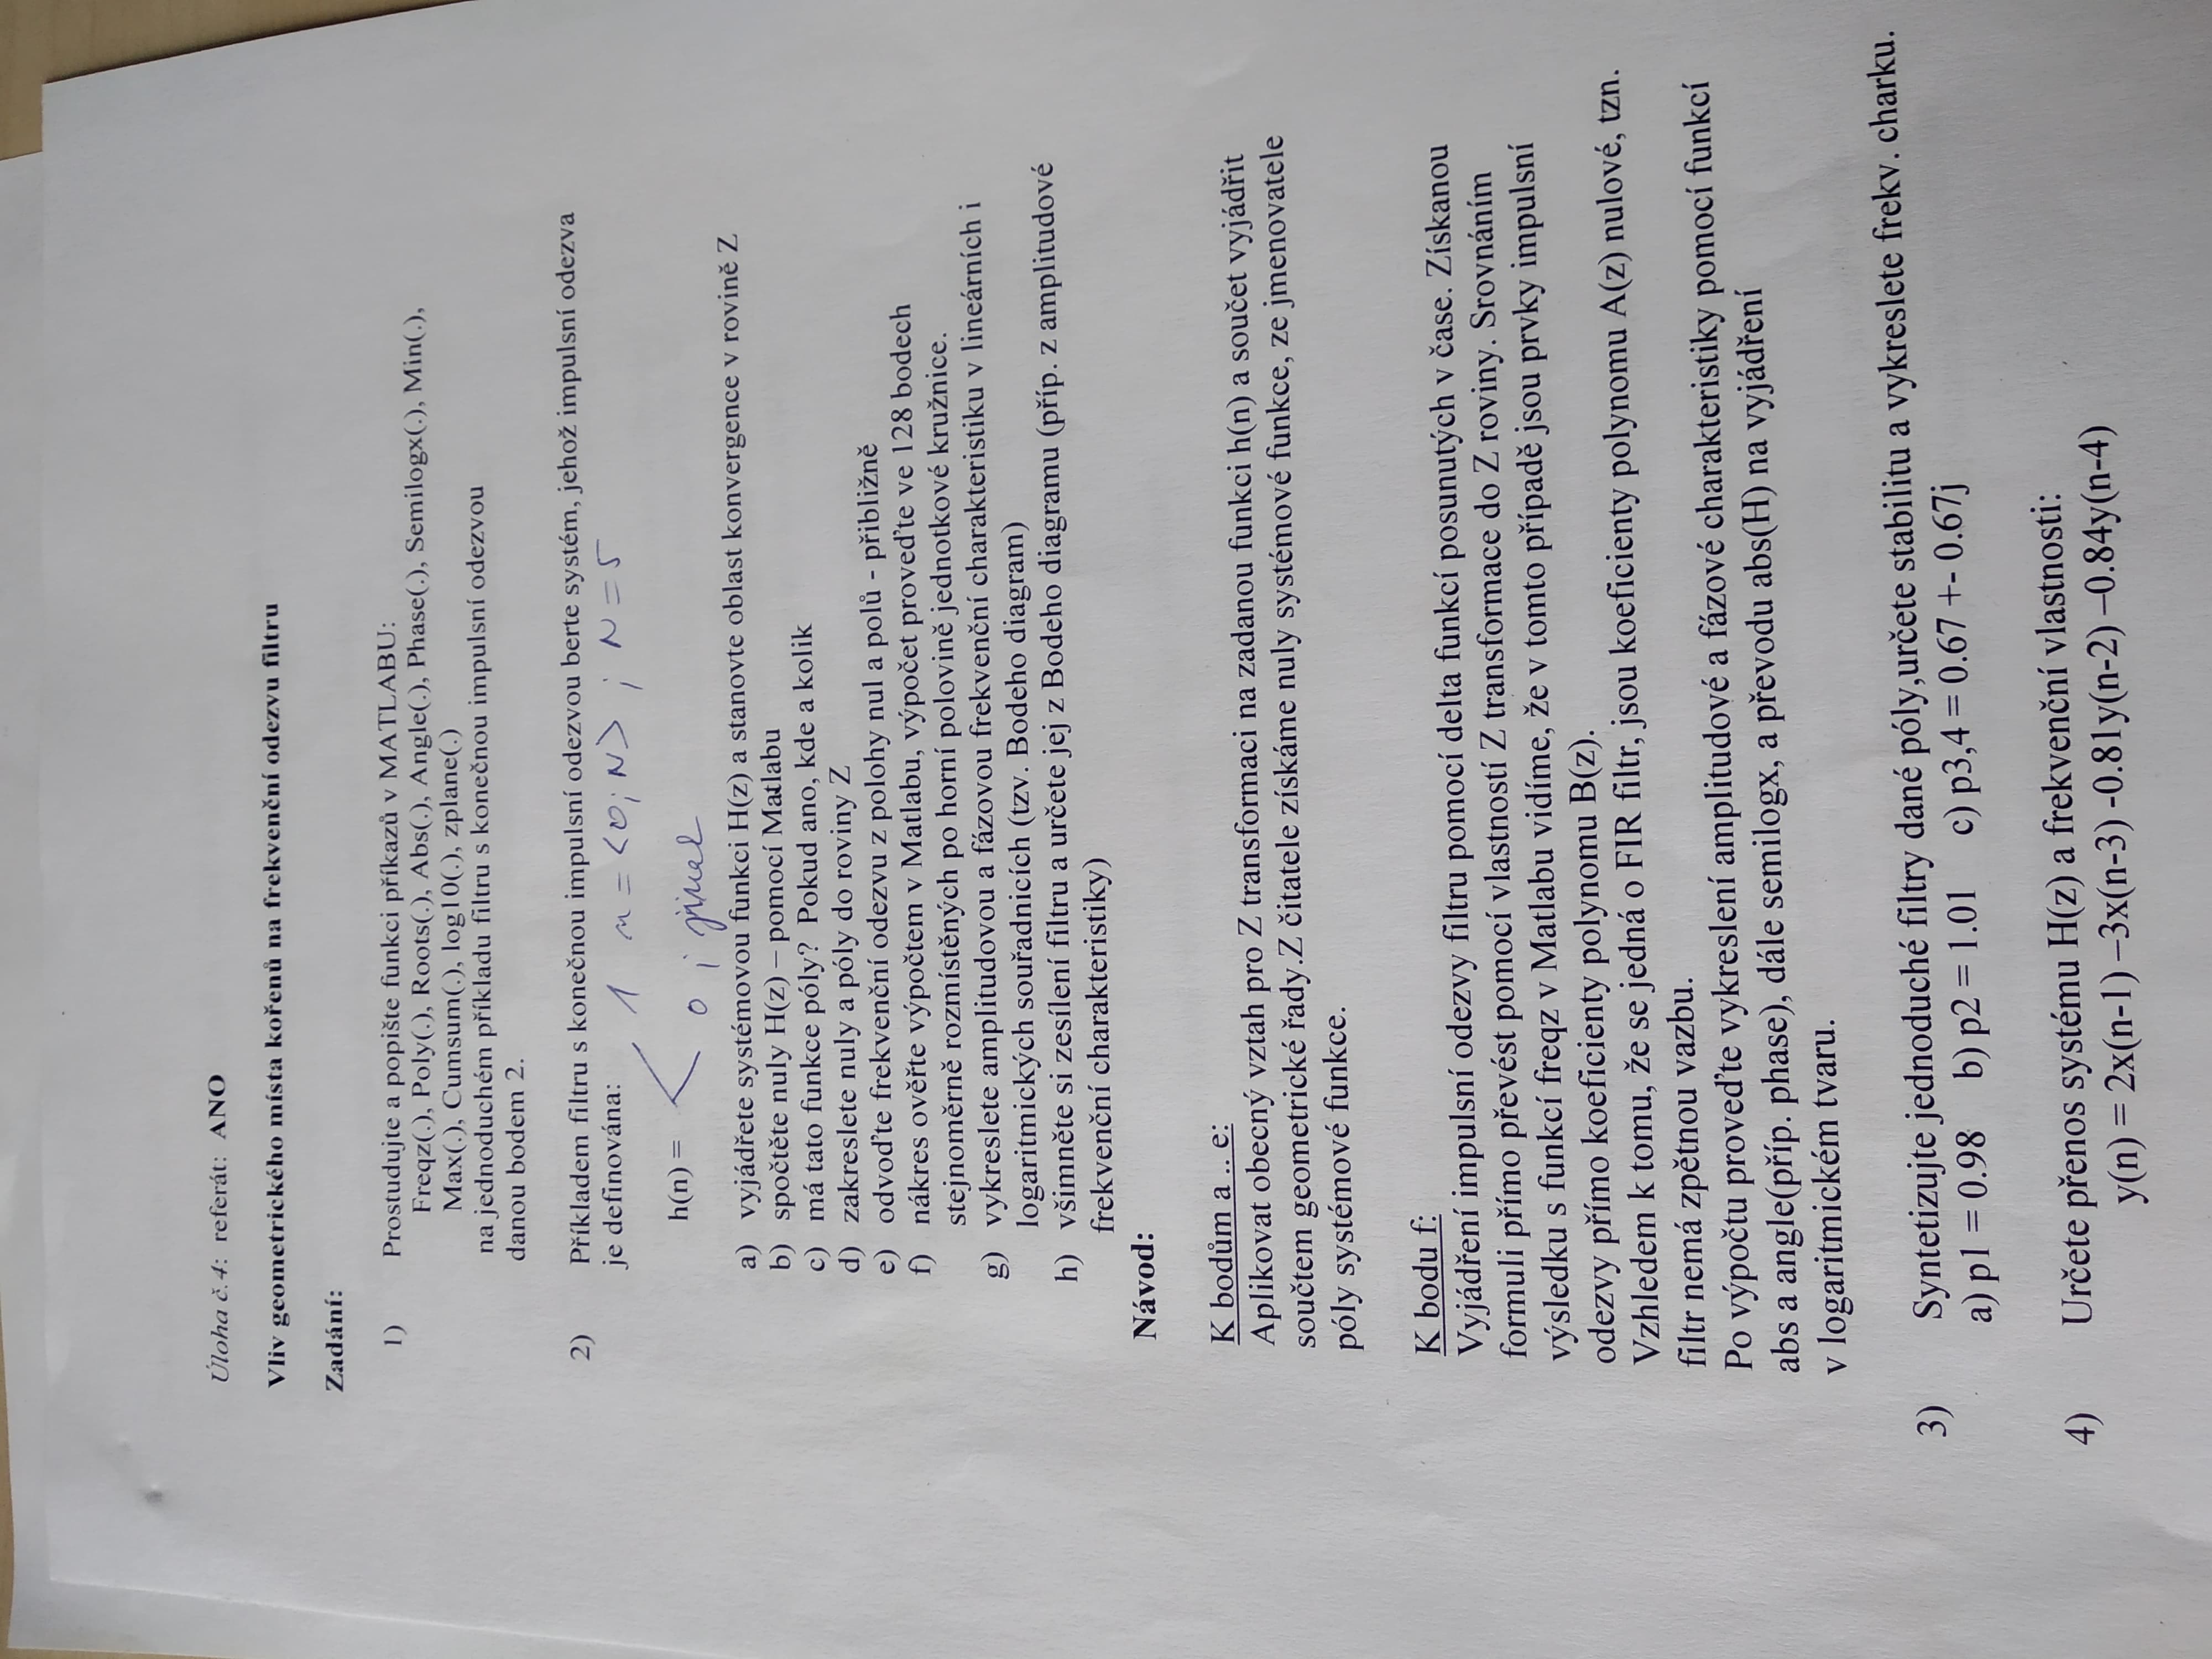 Úloha č.4: referát: ANO
Vliv geometrického místa kořenů na frekvenční odezvu filtru
Zadání:
1) Prostudujte a popište funkci příkazů v MATLABU:
Freqz(.), Poly(.), Roots(.), Abs(.), Angle(.), Phase(.), Semilogx(.), Min(.),
Max(.), Cumsum(.), log10(.), zplane(.)
na jednoduchém příkladu filtru s konečnou impulsní odezvou
danou bodem 2.
2) Příkladem filtru s konečnou impulsní odezvou berte systém, jehož impulsní odezva
je definována:
1 n = <0; N> ; N = 5
h(n) =
0 ; jinak
a) vyjádřete systémovou funkci H(z) a stanovte oblast konvergence v rovině Z
b) spočtěte nuly H(z) – pomocí Matlabu
c) má tato funkce póly? Pokud ano, kde a kolik
d) zakreslete nuly a póly do roviny Z
e) odvoďte frekvenční odezvu z polohy nul a polů - přibližně
f) nákres ověřte výpočtem v Matlabu, výpočet proveďte ve 128 bodech
stejnoměrně rozmístěných po horní polovině jednotkové kružnice.
g) vykreslete amplitudovou a fázovou frekvenční charakteristiku v lineárních i
logaritmických souřadnicích (tzv. Bodeho diagram)
h) všimněte si zesílení filtru a určete jej z Bodeho diagramu (příp. z amplitudové
frekvenční charakteristiky)
Návod:
K bodům a .. e:
Aplikovat obecný vztah pro Z transformaci na zadanou funkci h(n) a součet vyjádřit
součtem geometrické řady.Z čitatele získáme nuly systémové funkce, ze jmenovatele
póly systémové funkce.
K bodu f:
Vyjádření impulsní odezvy filtru pomocí delta funkcí posunutých v čase. Získanou
formuli přímo převést pomocí vlastností Z transformace do Z roviny. Srovnáním
výsledku s funkcí freqz v Matlabu vidíme, že v tomto případě jsou prvky impulsní
odezvy přímo koeficienty polynomu B(z).
Vzhledem k tomu, že se jedná o FIR filtr, jsou koeficienty polynomu A(z) nulové, tzn.
filtr nemá zpětnou vazbu.
Po výpočtu proveďte vykreslení amplitudové a fázové charakteristiky pomocí funkcí
abs a angle(příp. phase), dále semilogx, a převodu abs(H) na vyjádření
v logaritmickém tvaru.
3) Syntetizujte jednoduché filtry dané póly,určete stabilitu a vykreslete frekv. charku.
a) p1 = 0.98 b) p2 = 1.01 c) p3,4 = 0.67 +- 0.67j
4) Určete přenos systému H(z) a frekvenční vlastnosti:
y(n) = 2x(n-1) –3x(n-3) -0.81y(n-2) –0.84y(n-4)